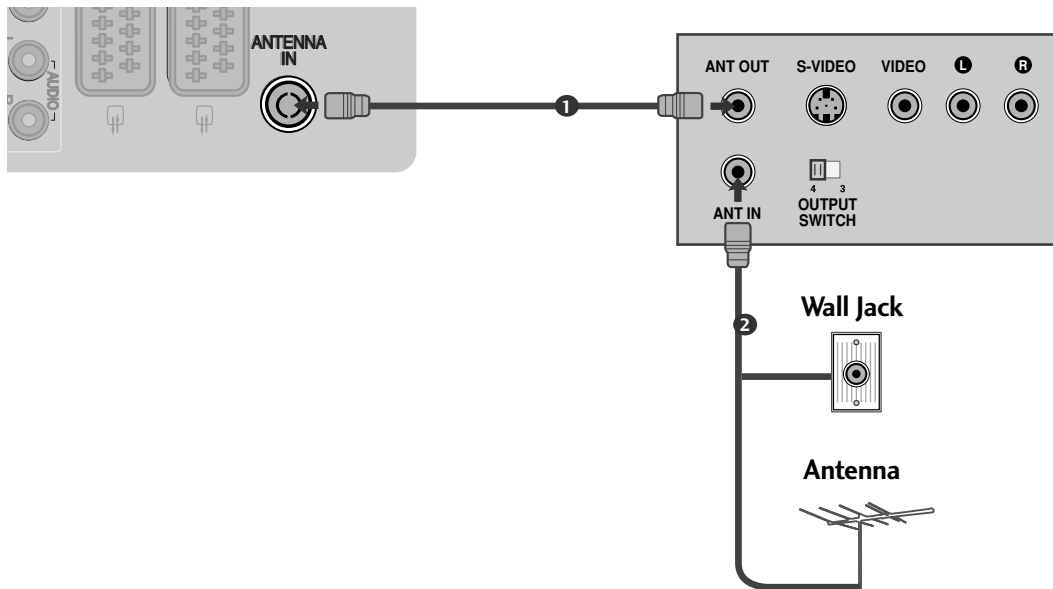 AUDIO
ANTENNA
IN
1
ANT OUT
S-VIDEO
VIDEO
L
R
4 3
OUTPUT
SWITCH
ANT IN
2
Wall Jack
Antenna